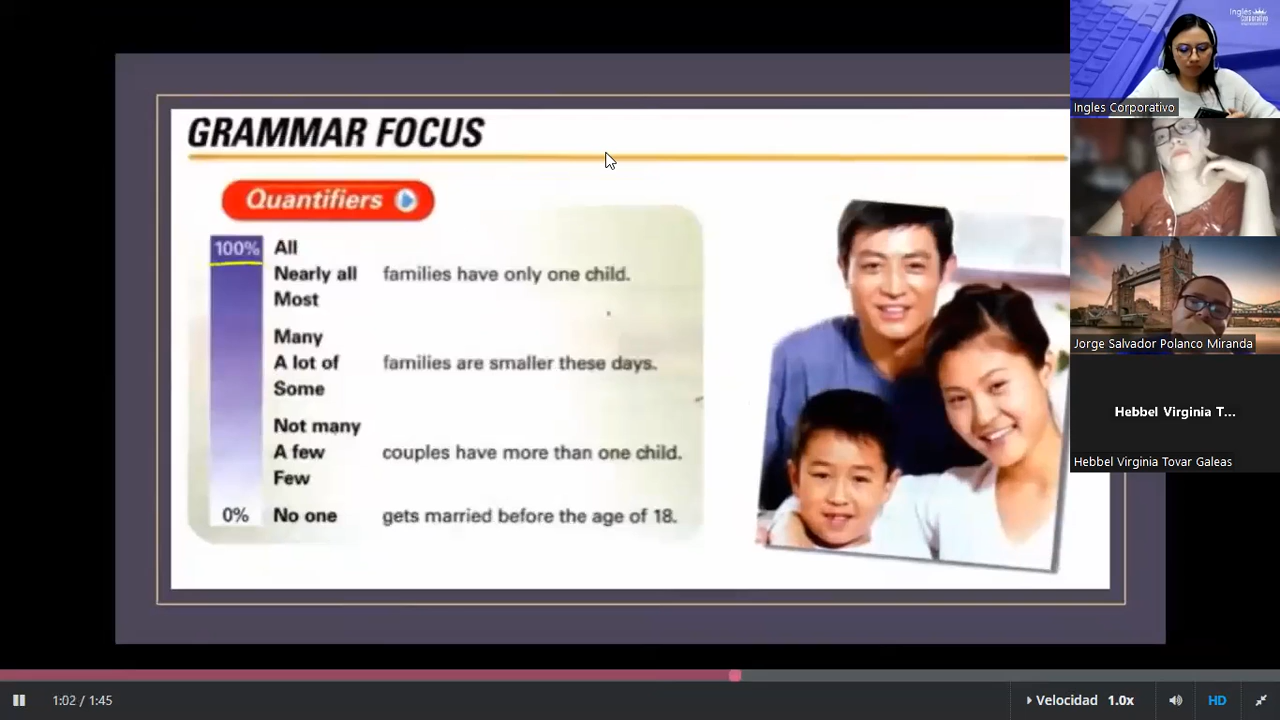 GRAMMAR FOCUS
Quantifiers
100% All
Nearly all families have only one child.
Most
Many
A lot of families are smaller these days.
Some
Not many
A few couples have more than one child.
Few
0% No one gets married before the age of 18.
Inglés
Corporativo
Ingles Corporativo
Jorge Salvador Polanco Miranda
Hebbel Virginia T...
Hebbel Virginia Tovar Galeas
1:02 / 1:45
Velocidad 1.0x
HD